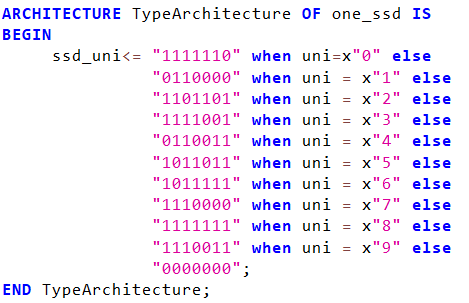 ARCHITECTURE TypeArchitecture OF one_ssd IS
BEGIN
ssd_uni<= "1111110" when uni=x"0" else
"0110000" when uni = x"1" else
"1101101" when uni = x"2" else
"1111001" when uni = x"3" else
"0110011" when uni = x"4" else
"1011011" when uni = x"5" else
"1011111" when uni = x"6" else
"1110000" when uni = x"7" else
"1111111" when uni = x"8" else
"1110011" when uni = x"9" else
"0000000";
END TypeArchitecture;